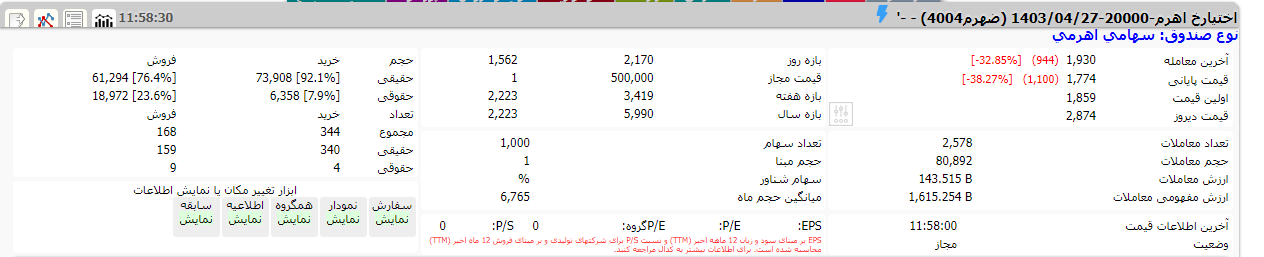 اختیارخ اهرم-20000-1403/04/27 (ضهرم4004) - -'
11:58:30
نوع صندوق: سهامي اهرمي
آخرین معامله 1,930 (944) [-32.85%]
قیمت پایانی 1,774 (1,100) [-38.27%]
اولین قیمت 1,859
قیمت دیروز 2,874
تعداد معاملات 2,578
حجم معاملات 80,892
ارزش معاملات 143.515 B
ارزش مفهومی معاملات 1,615.254 B
آخرین اطلاعات قیمت 11:58:00
وضعیت مجاز
بازه روز 2,170 1,562
قیمت مجاز 500,000 1
بازه هفته 3,419 2,223
بازه سال 5,990 2,223
تعداد سهام 1,000
حجم مبنا 1
سهام شناور %
میانگین حجم ماه 6,765
EPS: P/E: P/Eگروه: 0 P/S: 0
EPS بر مبنای سود و زیان 12 ماهه اخیر (TTM) و نسبت P/S برای شرکتهای تولیدی و بر مبنای فروش 12 ماه اخیر (TTM)
محاسبه شده است. برای اطلاعات بیشتر به کدال مراجعه کنید.
حجم خرید فروش
حقیقی 73,908 [92.1%] 61,294 [76.4%]
حقوقی 6,358 [7.9%] 18,972 [23.6%]
تعداد خرید فروش
مجموع 344 168
حقیقی 340 159
حقوقی 4 9
ابزار تغییر مکان یا نمایش اطلاعات
سفارش نمودار همگروه اطلاعیه سابقه
نمایش نمایش نمایش نمایش نمایش